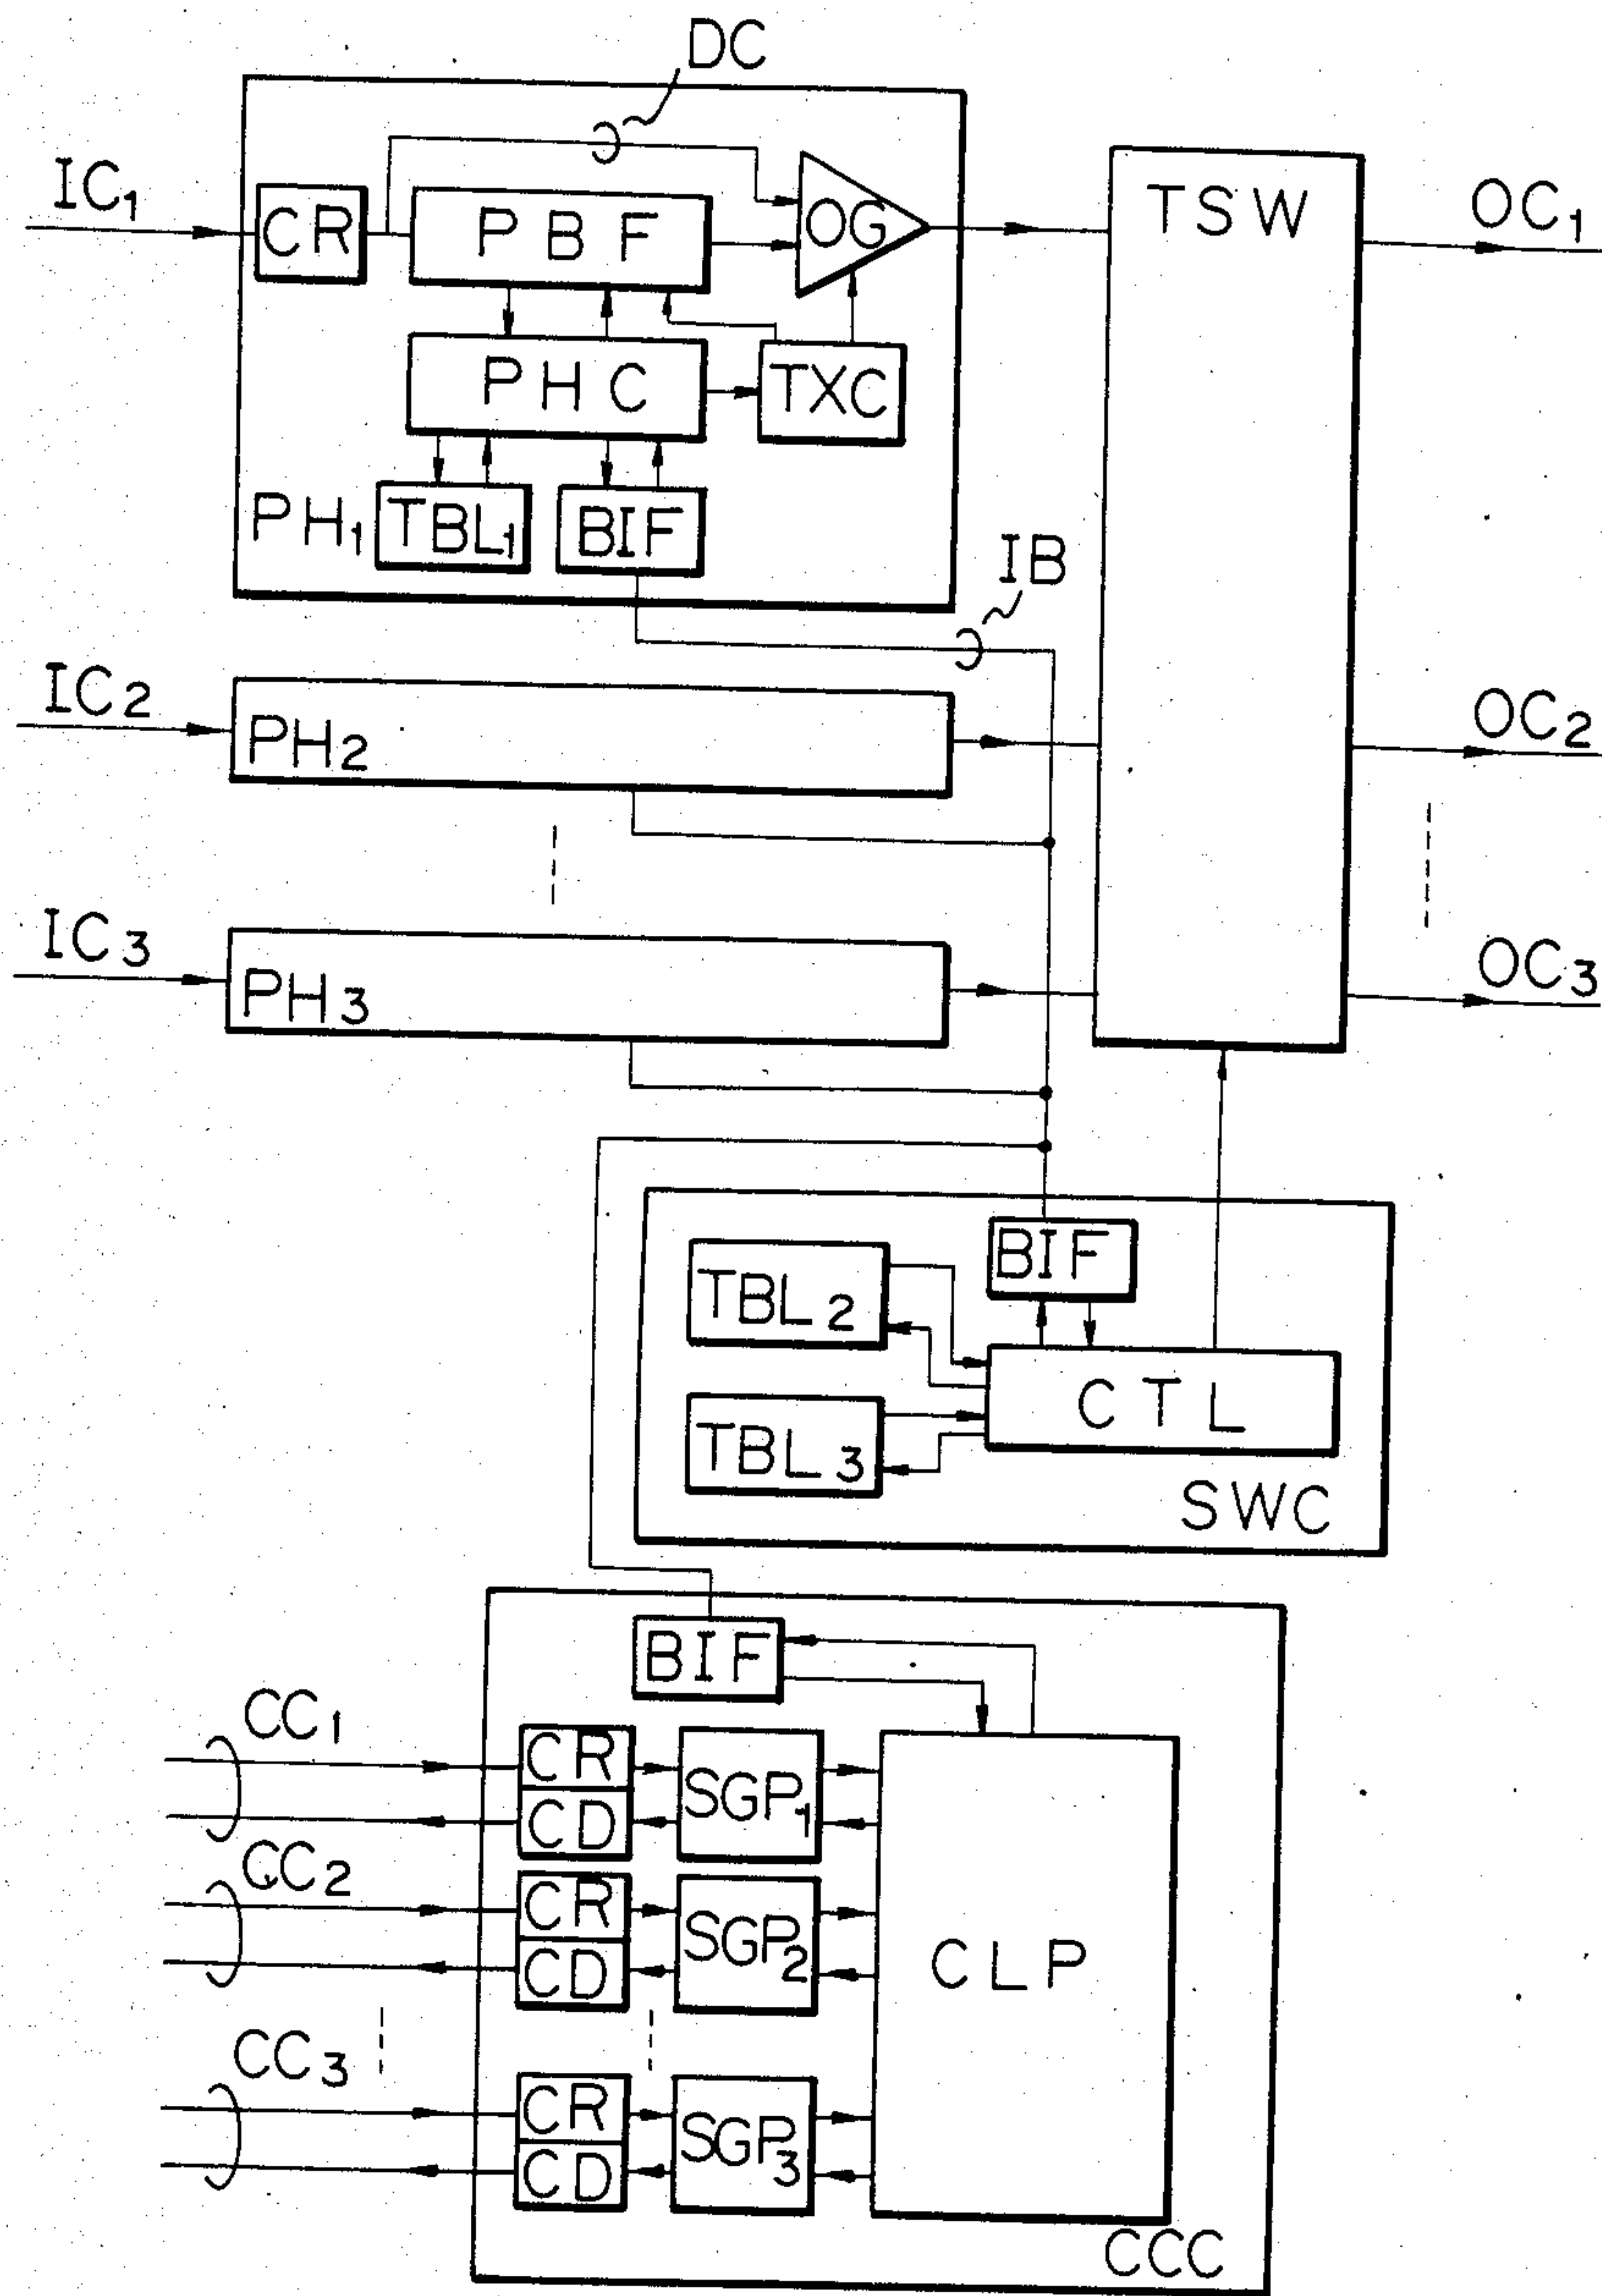 DC
IC1
CR
PBF
OG
TSW
OC1
PHC
TXC
PH1
TBL1
BIF
IB
IC2
PH2
OC2
IC3
PH3
OC3
BIF
TBL2
CTL
TBL3
SWC
BIF
CC1
CR
SGP1
CD
CC2
CR
SGP2
CD
CLP
CC3
CR
SGP3
CD
CCC